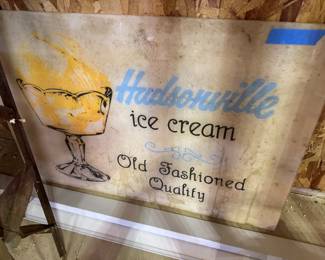 Hudsonville
ice cream
Old Fashioned
Quality